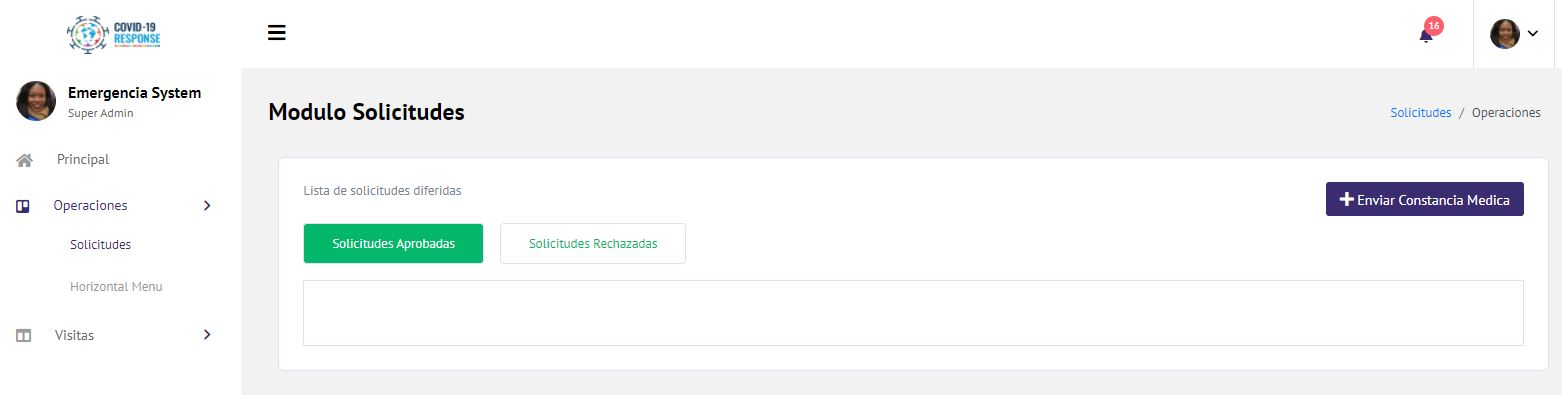 COVID-19
RESPONSE
16
Emergencia System
Super Admin
Principal
Operaciones
Solicitudes
Horizontal Menu
Visitas
Modulo Solicitudes
Solicitudes / Operaciones
Lista de solicitudes diferidas
Enviar Constancia Medica
Solicitudes Aprobadas
Solicitudes Rechazadas